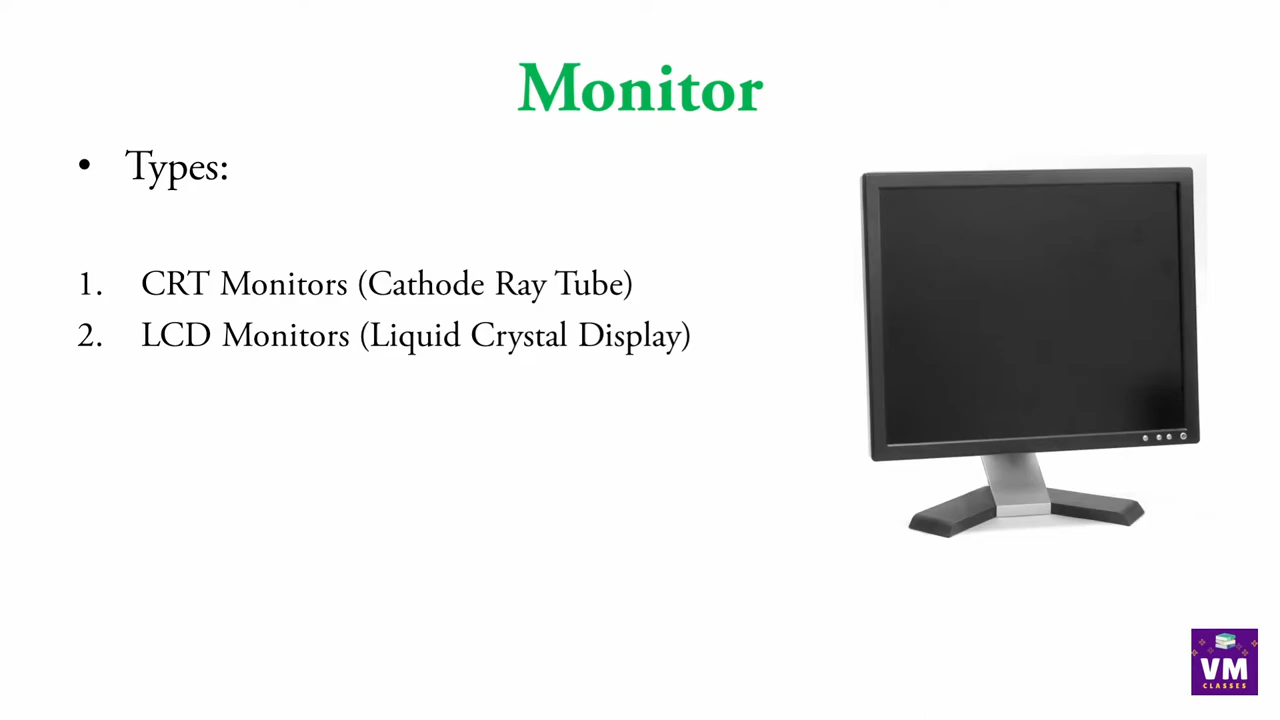 Monitor
• Types:
1. CRT Monitors (Cathode Ray Tube)
2. LCD Monitors (Liquid Crystal Display)
VM
CLASSES